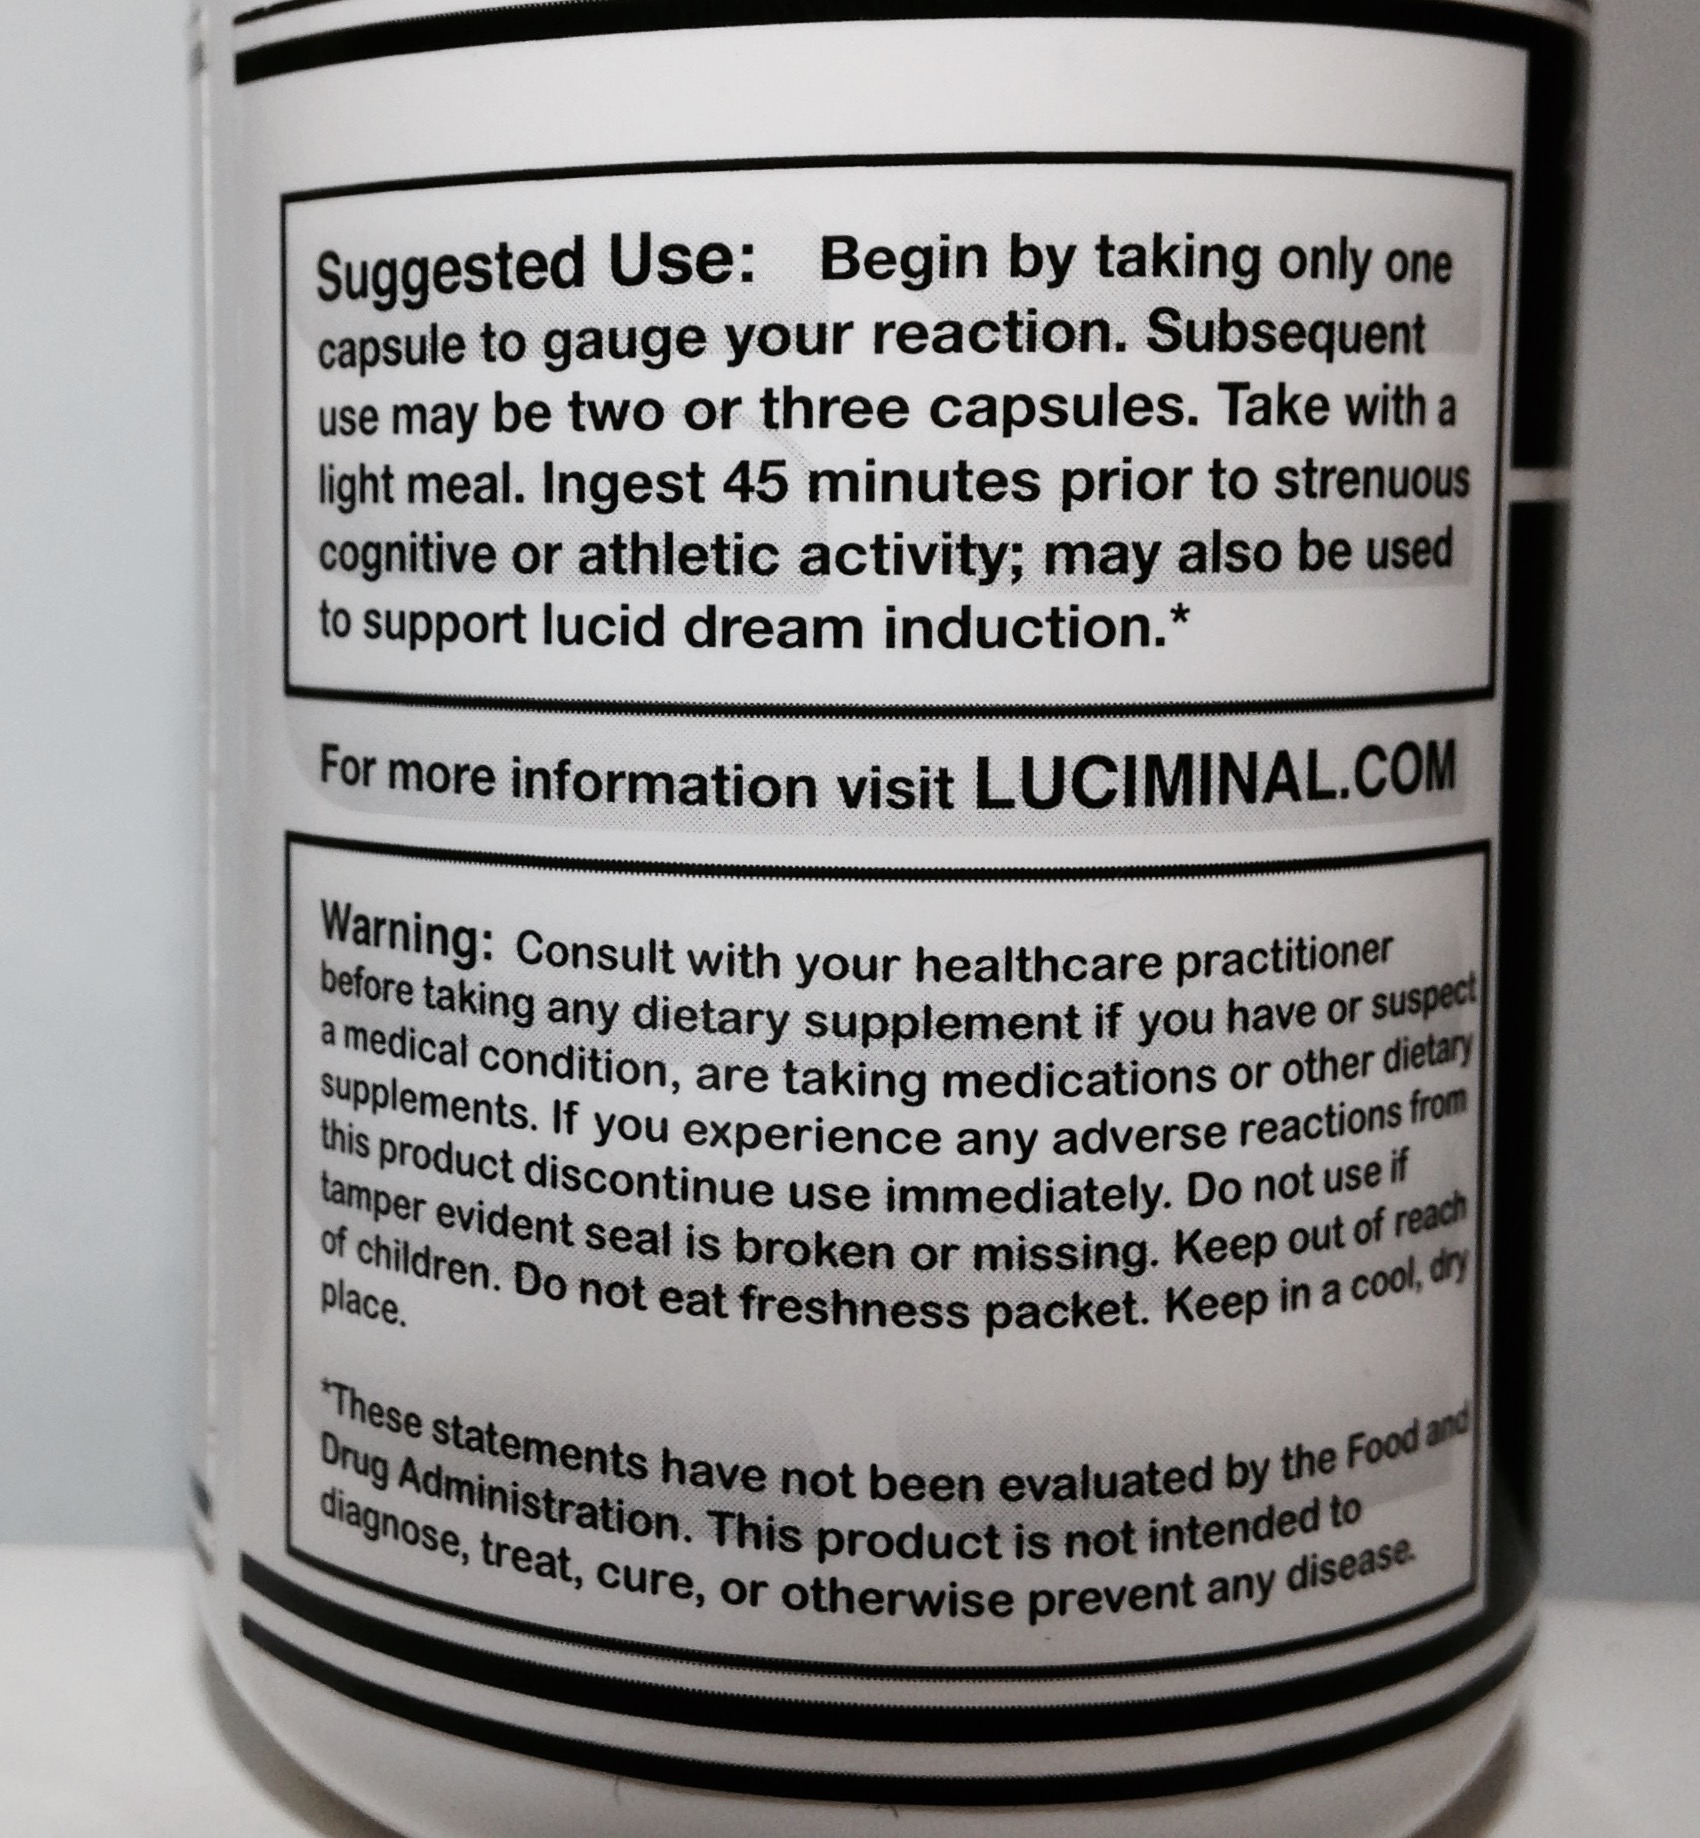 Suggested Use: Begin by taking only one
capsule to gauge your reaction. Subsequent
use may be two or three capsules. Take with a
light meal. Ingest 45 minutes prior to strenuous
cognitive or athletic activity; may also be used
to support lucid dream induction.*
For more information visit LUCIMINAL.COM
Warning: Consult with your healthcare practitioner
before taking any dietary supplement if you have or suspect
a medical condition, are taking medications or other dietary
supplements. If you experience any adverse reactions from
this product discontinue use immediately. Do not use if
tamper evident seal is broken or missing. Keep out of reach
of children. Do not eat freshness packet. Keep in a cool, dry
place.
*These statements have not been evaluated by the Food and
Drug Administration. This product is not intended to
diagnose, treat, cure, or otherwise prevent any disease.